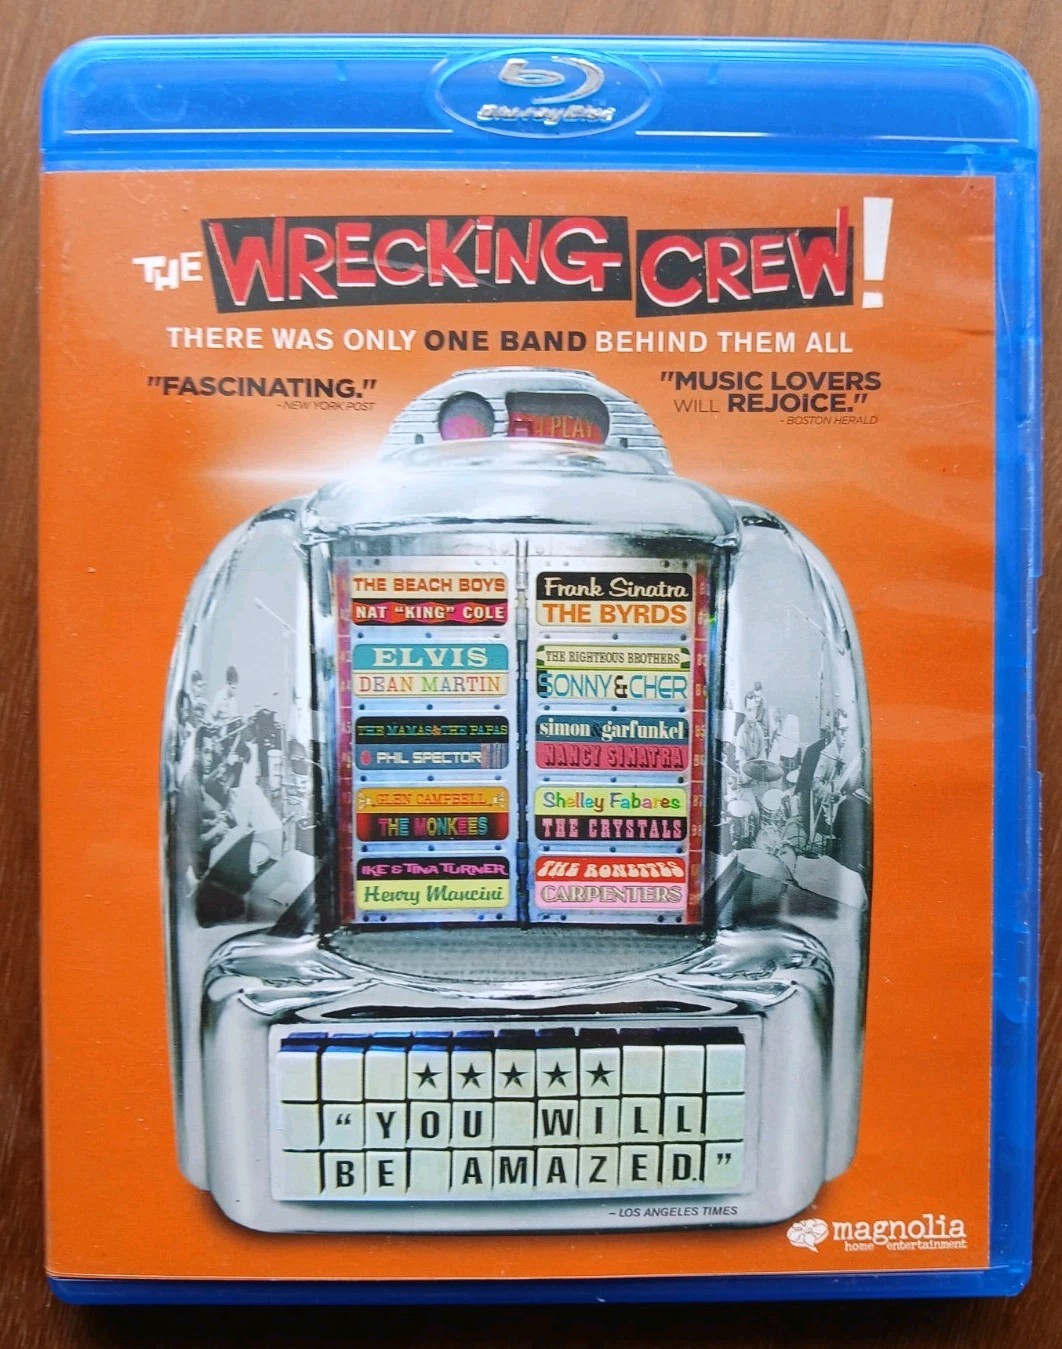 Blu-ray Disc
THE WRECKiNG CREW!
THERE WAS ONLY ONE BAND BEHIND THEM ALL
"FASCINATING."
- NEW YORK POST
"MUSIC LOVERS
WILL REJOiCE."
- BOSTON HERALD
PLAY
THE BEACH BOYS
NAT "KING" COLE
ELVIS
DEAN MARTIN
THE MAMAS & THE PAPAS
PHIL SPECTOR
GLEN CAMPBELL
THE MONKEES
IKE & TINA TURNER
Henry Mancini
Frank Sinatra
THE BYRDS
THE RIGHTEOUS BROTHERS
SONNY & CHER
simon & garfunkel
NANCY SINATRA
Shelley Fabares
THE CRYSTALS
THE RONETTES
CARPENTERS
★★★★★
"YOU WILL
BE AMAZED."
- LOS ANGELES TIMES
magnolia
home entertainment